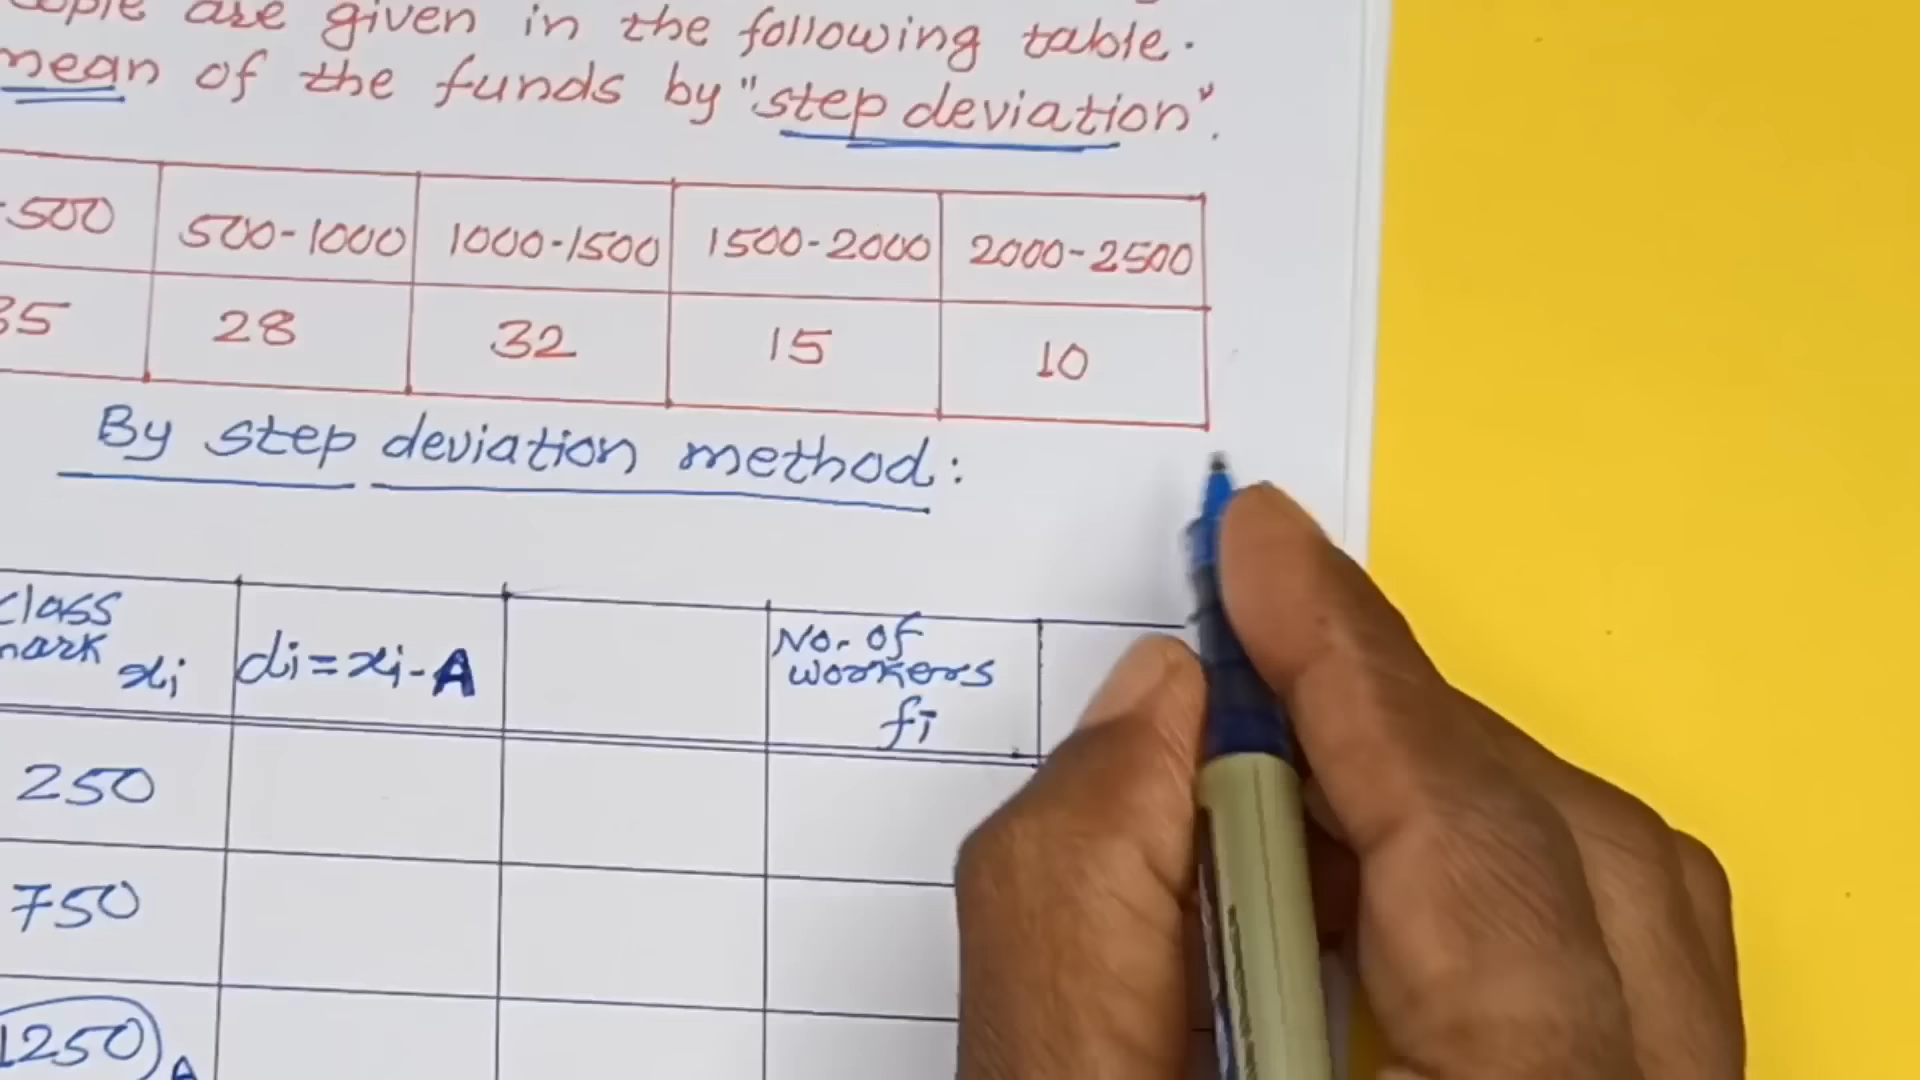 are given in the following table.
mean of the funds by "step deviation".
-500 500-1000 1000-1500 1500-2000 2000-2500
35 28 32 15 10
By step deviation method:
class mark xi di=xi-A No. of workers fi
250
750
1250 A